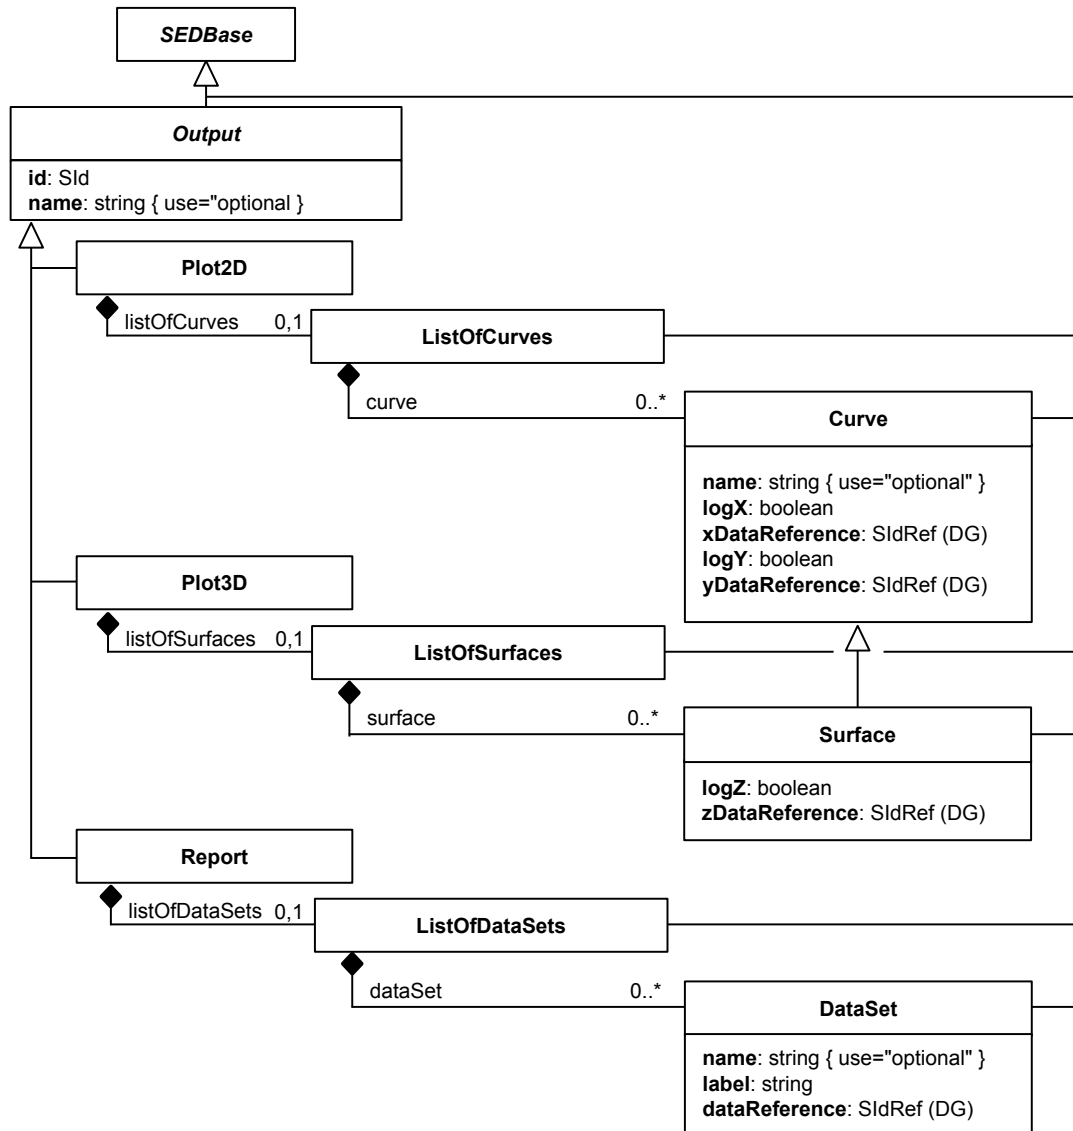 SEDBase
Output
id: SId
name: string { use="optional }
Plot2D
listOfCurves 0,1
ListOfCurves
curve 0..*
Curve
name: string { use="optional" }
logX: boolean
xDataReference: SIdRef (DG)
logY: boolean
yDataReference: SIdRef (DG)
Plot3D
listOfSurfaces 0,1
ListOfSurfaces
surface 0..*
Surface
logZ: boolean
zDataReference: SIdRef (DG)
Report
listOfDataSets 0,1
ListOfDataSets
dataSet 0..*
DataSet
name: string { use="optional" }
label: string
dataReference: SIdRef (DG)